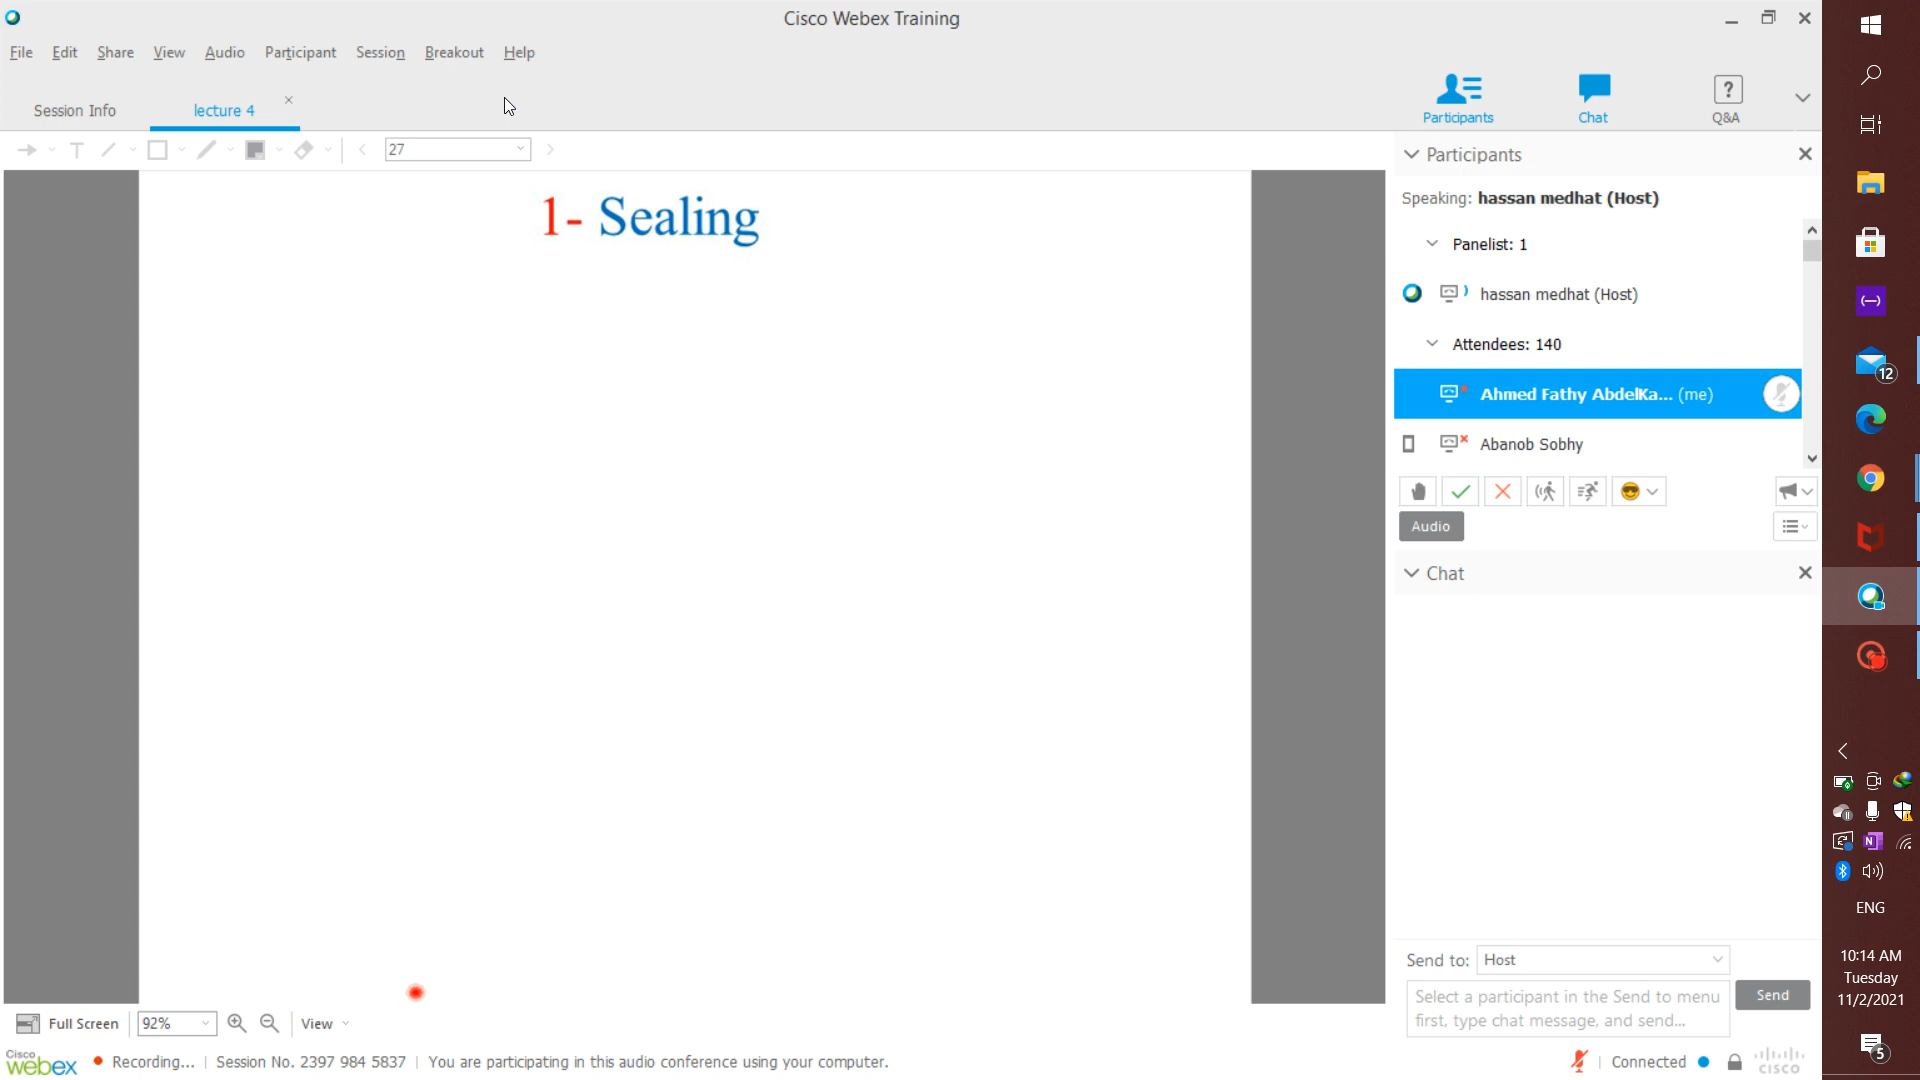 Cisco Webex Training
File Edit Share View Audio Participant Session Breakout Help
Session Info lecture 4
Participants Chat Q&A
27
1- Sealing
Participants
Speaking: hassan medhat (Host)
Panelist: 1
hassan medhat (Host)
Attendees: 140
Ahmed Fathy AbdelKa... (me)
Abanob Sobhy
Audio
Chat
Send to: Host
Select a participant in the Send to menu
first, type chat message, and send...
Send
Full Screen 92% View
Cisco
webex Recording... Session No. 2397 984 5837 You are participating in this audio conference using your computer. Connected
CISCO
12
ENG
10:14 AM
Tuesday
11/2/2021
5